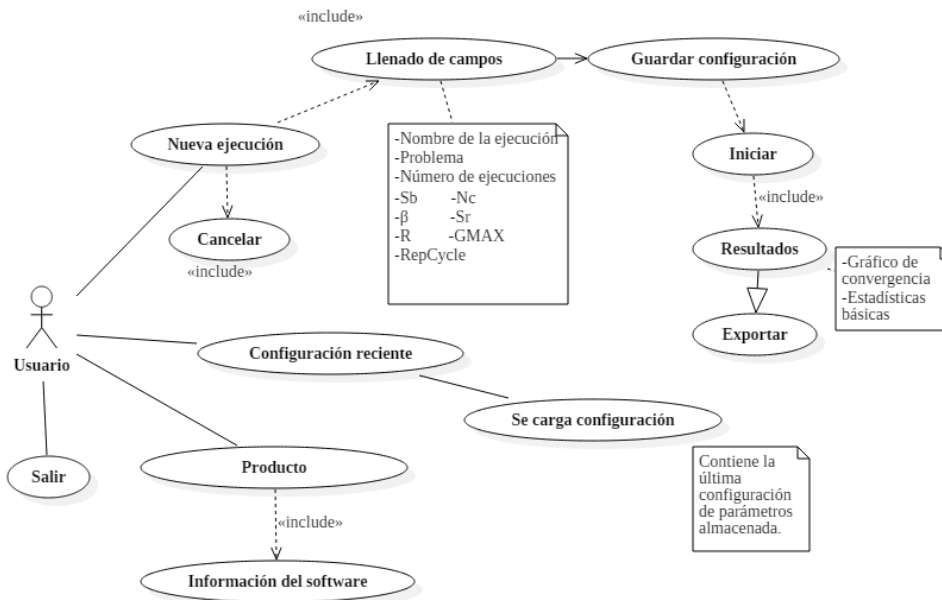 «include»
Llenado de campos
Guardar configuración
Nueva ejecución
-Nombre de la ejecución
-Problema
-Número de ejecuciones
-Sb -Nc
-β -Sr
-R -GMAX
-RepCycle
Iniciar
«include»
Cancelar
«include»
Resultados
-Gráfico de
convergencia
-Estadísticas
básicas
Exportar
Usuario
Configuración reciente
Se carga configuración
Contiene la
última
configuración
de parámetros
almacenada.
Salir
Producto
«include»
Información del software